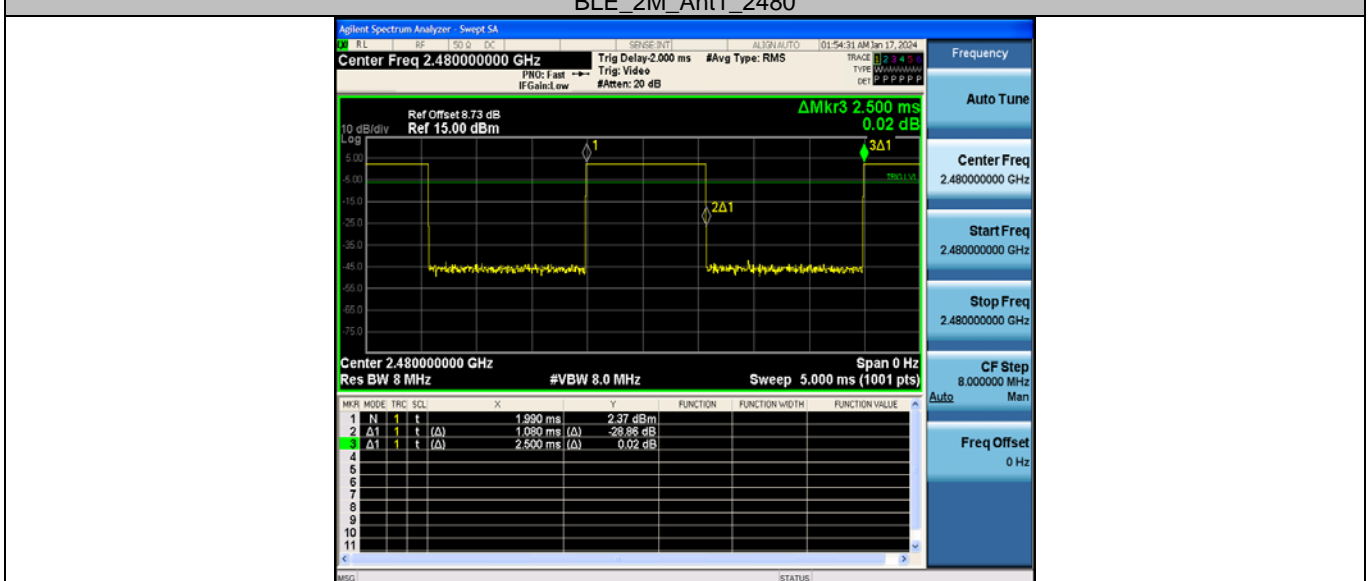 BLE_2M_Ant1_2480
Agilent Spectrum Analyzer - Swept SA
RL RF 50 Ω DC SENSE:INT ALIGN AUTO 01:54:31 AM Jan 17, 2024
Center Freq 2.480000000 GHz
PNO: Fast
IFGain:Low
Trig Delay-2.000 ms
Trig: Video
#Atten: 20 dB
#Avg Type: RMS
TRACE 1 2 3 4 5 6
TYPE WWWWWW
DET P P P P P P
Frequency
Auto Tune
Center Freq
2.480000000 GHz
Start Freq
2.480000000 GHz
Stop Freq
2.480000000 GHz
CF Step
8.000000 MHz
Auto Man
Freq Offset
0 Hz
ΔMkr3 2.500 ms
0.02 dB
Ref Offset 8.73 dB
10 dB/div Ref 15.00 dBm
Log
1
3Δ1
5.00
-5.00
TRIG LVL
-15.0
2Δ1
-25.0
-35.0
-45.0
-55.0
-65.0
-75.0
Center 2.480000000 GHz Span 0 Hz
Res BW 8 MHz #VBW 8.0 MHz Sweep 5.000 ms (1001 pts)
MKR MODE TRC SCL X Y FUNCTION FUNCTION WIDTH FUNCTION VALUE
1 N 1 t 1.990 ms 2.37 dBm
2 Δ1 1 t (Δ) 1.080 ms (Δ) -28.86 dB
3 Δ1 1 t (Δ) 2.500 ms (Δ) 0.02 dB
4
5
6
7
8
9
10
11
MSG STATUS